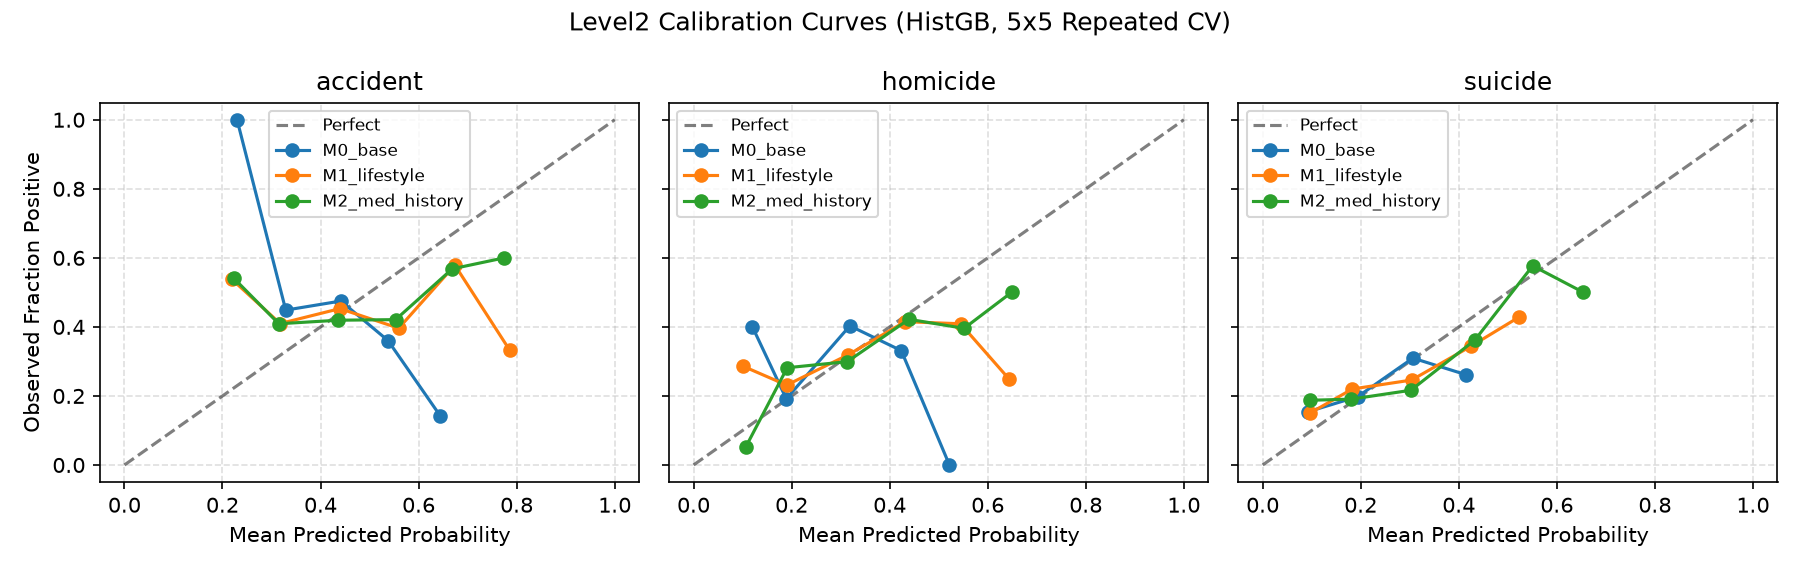 Level2 Calibration Curves (HistGB, 5x5 Repeated CV)
accident
homicide
suicide
Observed Fraction Positive
1.0
0.8
0.6
0.4
0.2
0.0
Perfect
M0_base
M1_lifestyle
M2_med_history
Perfect
M0_base
M1_lifestyle
M2_med_history
Perfect
M0_base
M1_lifestyle
M2_med_history
0.0 0.2 0.4 0.6 0.8 1.0
0.0 0.2 0.4 0.6 0.8 1.0
0.0 0.2 0.4 0.6 0.8 1.0
Mean Predicted Probability
Mean Predicted Probability
Mean Predicted Probability